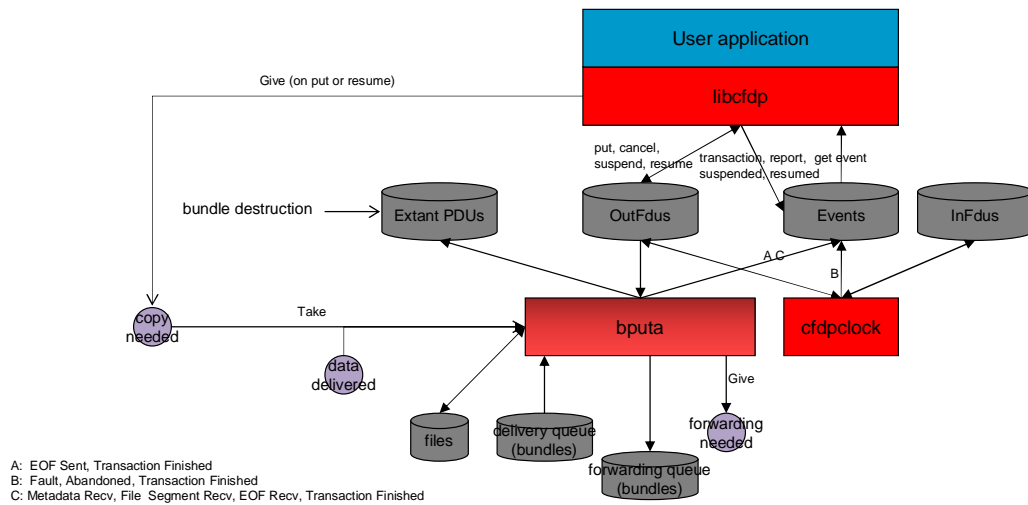 User application
Give (on put or resume)
libcfdp
put, cancel,
suspend, resume
transaction, report,
suspended, resumed
get event
bundle destruction
Extant PDUs
OutFdus
Events
InFdus
A,C
B
copy
needed
Take
bputa
cfdpclock
data
delivered
Give
files
delivery queue
(bundles)
forwarding
needed
forwarding queue
(bundles)
A: EOF Sent, Transaction Finished
B: Fault, Abandoned, Transaction Finished
C: Metadata Recv, File Segment Recv, EOF Recv, Transaction Finished